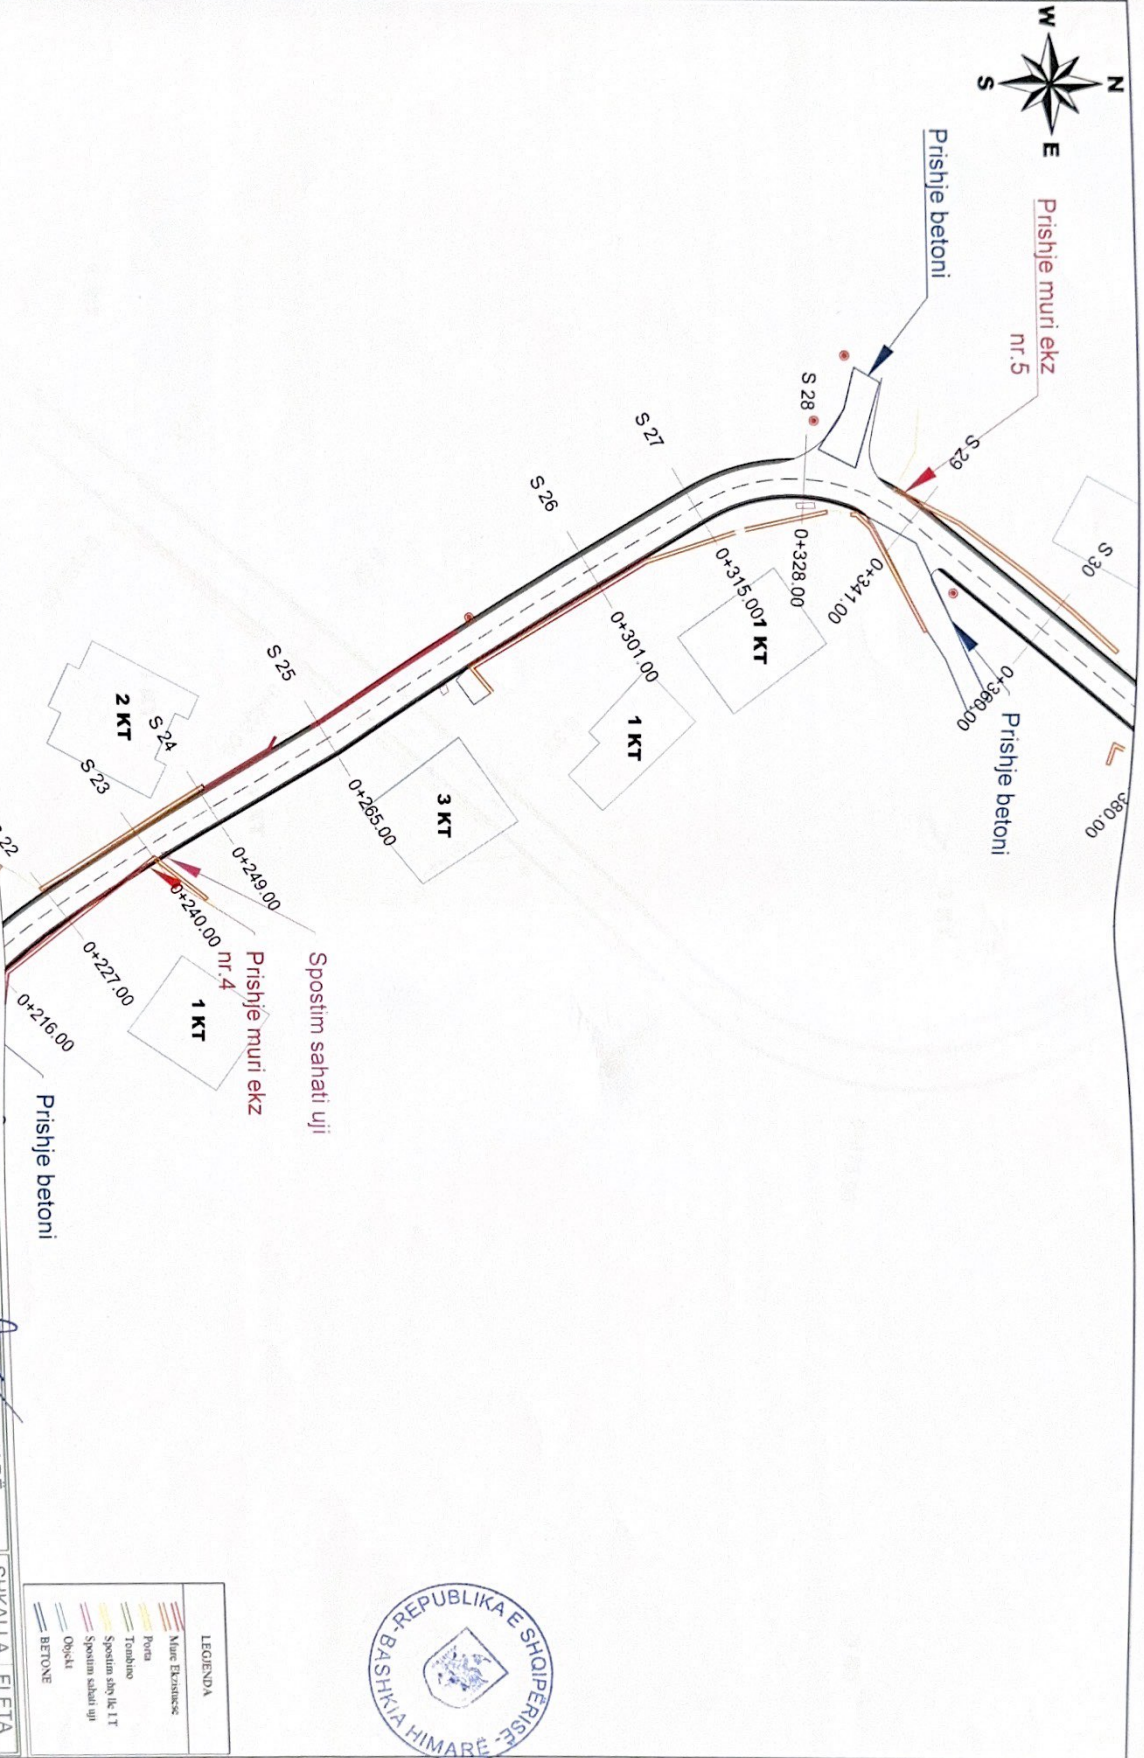 N
W
E
S
Prishje muri ekz
nr.5
Prishje betoni
S 30
S 29
S 28
S 27
S 26
S 25
S 24
S 23
22
380.00
0+360.00
0+341.00
0+328.00
0+315.00
0+301.00
0+265.00
0+249.00
0+240.00
0+227.00
0+216.00
1 KT
1 KT
3 KT
2 KT
1 KT
Prishje betoni
Spostim sahati uji
Prishje muri ekz
nr.4
Prishje betoni
REPUBLIKA E SHQIPËRISË
BASHKIA HIMARË
LEGJENDA
Mure Ekzistuese
Porta
Tombino
Spostim sahati uji
Objekt
BETONE
SHKALLA
FLETA